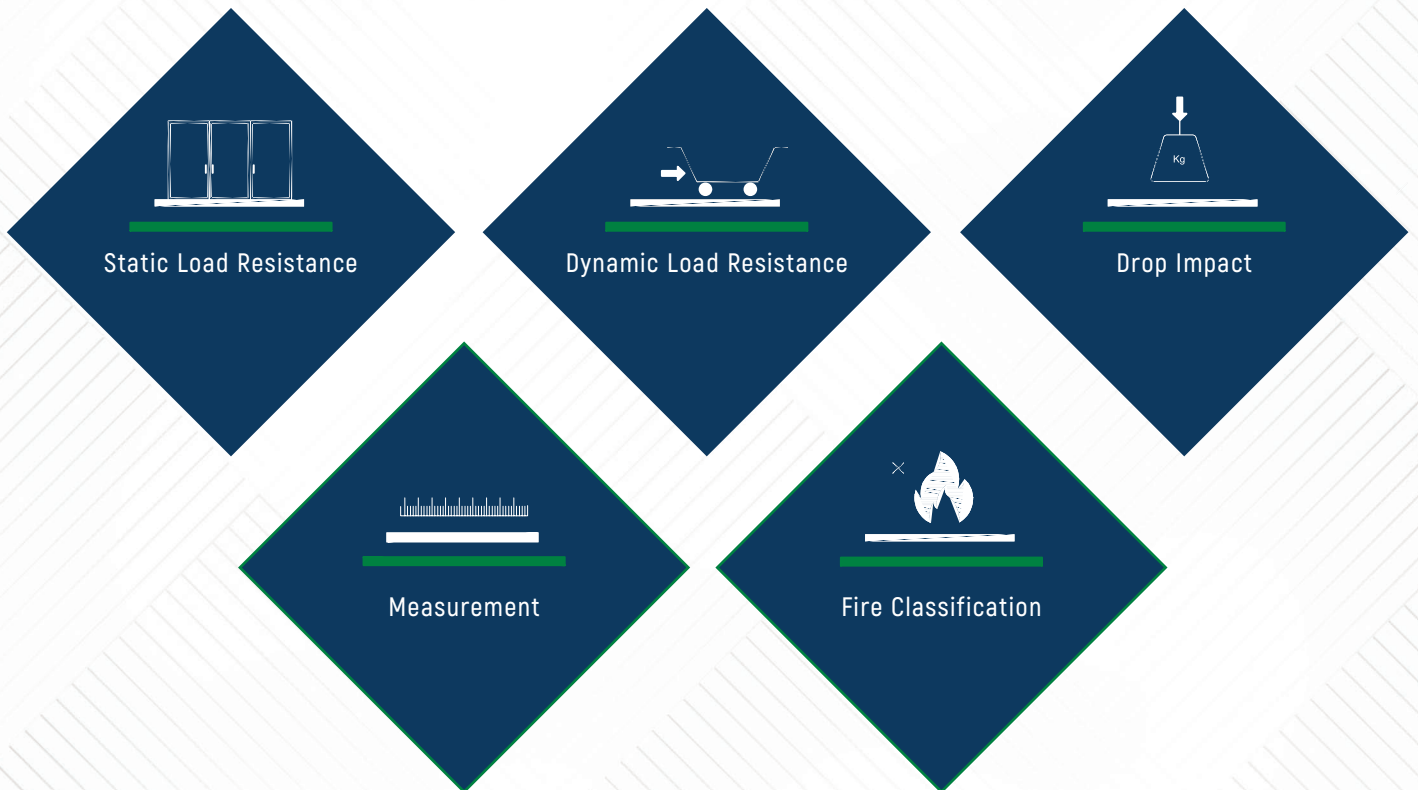 Kg
Static Load Resistance
Dynamic Load Resistance
Drop Impact
Measurement
Fire Classification